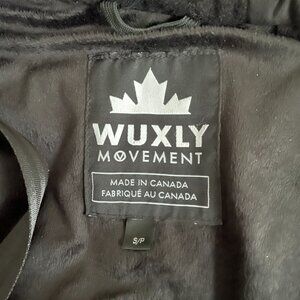 WUXLY
MOVEMENT
MADE IN CANADA
FABRIQUÉ AU CANADA
S/P